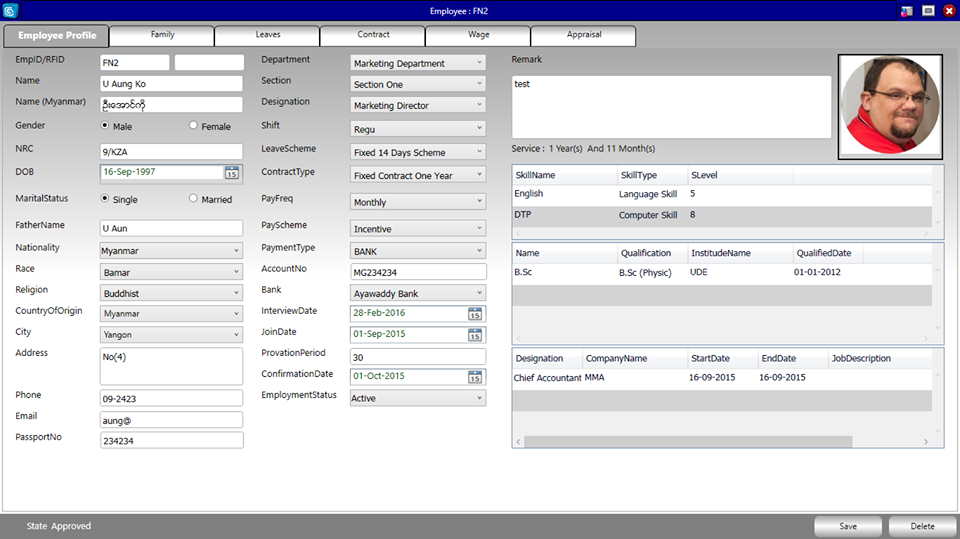 Employee : FN2
Employee Profile
Family
Leaves
Contract
Wage
Appraisal
EmpID/RFID
FN2
Name
U Aung Ko
Name (Myanmar)
ဦးအောင်ကို
Gender
Male
Female
NRC
9/KZA
DOB
16-Sep-1997
15
MaritalStatus
Single
Married
FatherName
U Aun
Nationality
Myanmar
Race
Bamar
Religion
Buddhist
CountryOfOrigin
Myanmar
City
Yangon
Address
No(4)
Phone
09-2423
Email
aung@
PassportNo
234234
Department
Marketing Department
Section
Section One
Designation
Marketing Director
Shift
Regu
LeaveScheme
Fixed 14 Days Scheme
ContractType
Fixed Contract One Year
PayFreq
Monthly
PayScheme
Incentive
PaymentType
BANK
AccountNo
MG234234
Bank
Ayawaddy Bank
InterviewDate
28-Feb-2016
15
JoinDate
01-Sep-2015
15
ProvationPeriod
30
ConfirmationDate
01-Oct-2015
15
EmploymentStatus
Active
Remark
test
Service : 1 Year(s) And 11 Month(s)
SkillName SkillType SLevel
English Language Skill 5
DTP Computer Skill 8
Name Qualification InstitudeName QualifiedDate
B.Sc B.Sc (Physic) UDE 01-01-2012
Designation CompanyName StartDate EndDate JobDescription
Chief Accountant MMA 16-09-2015 16-09-2015
State Approved
Save
Delete